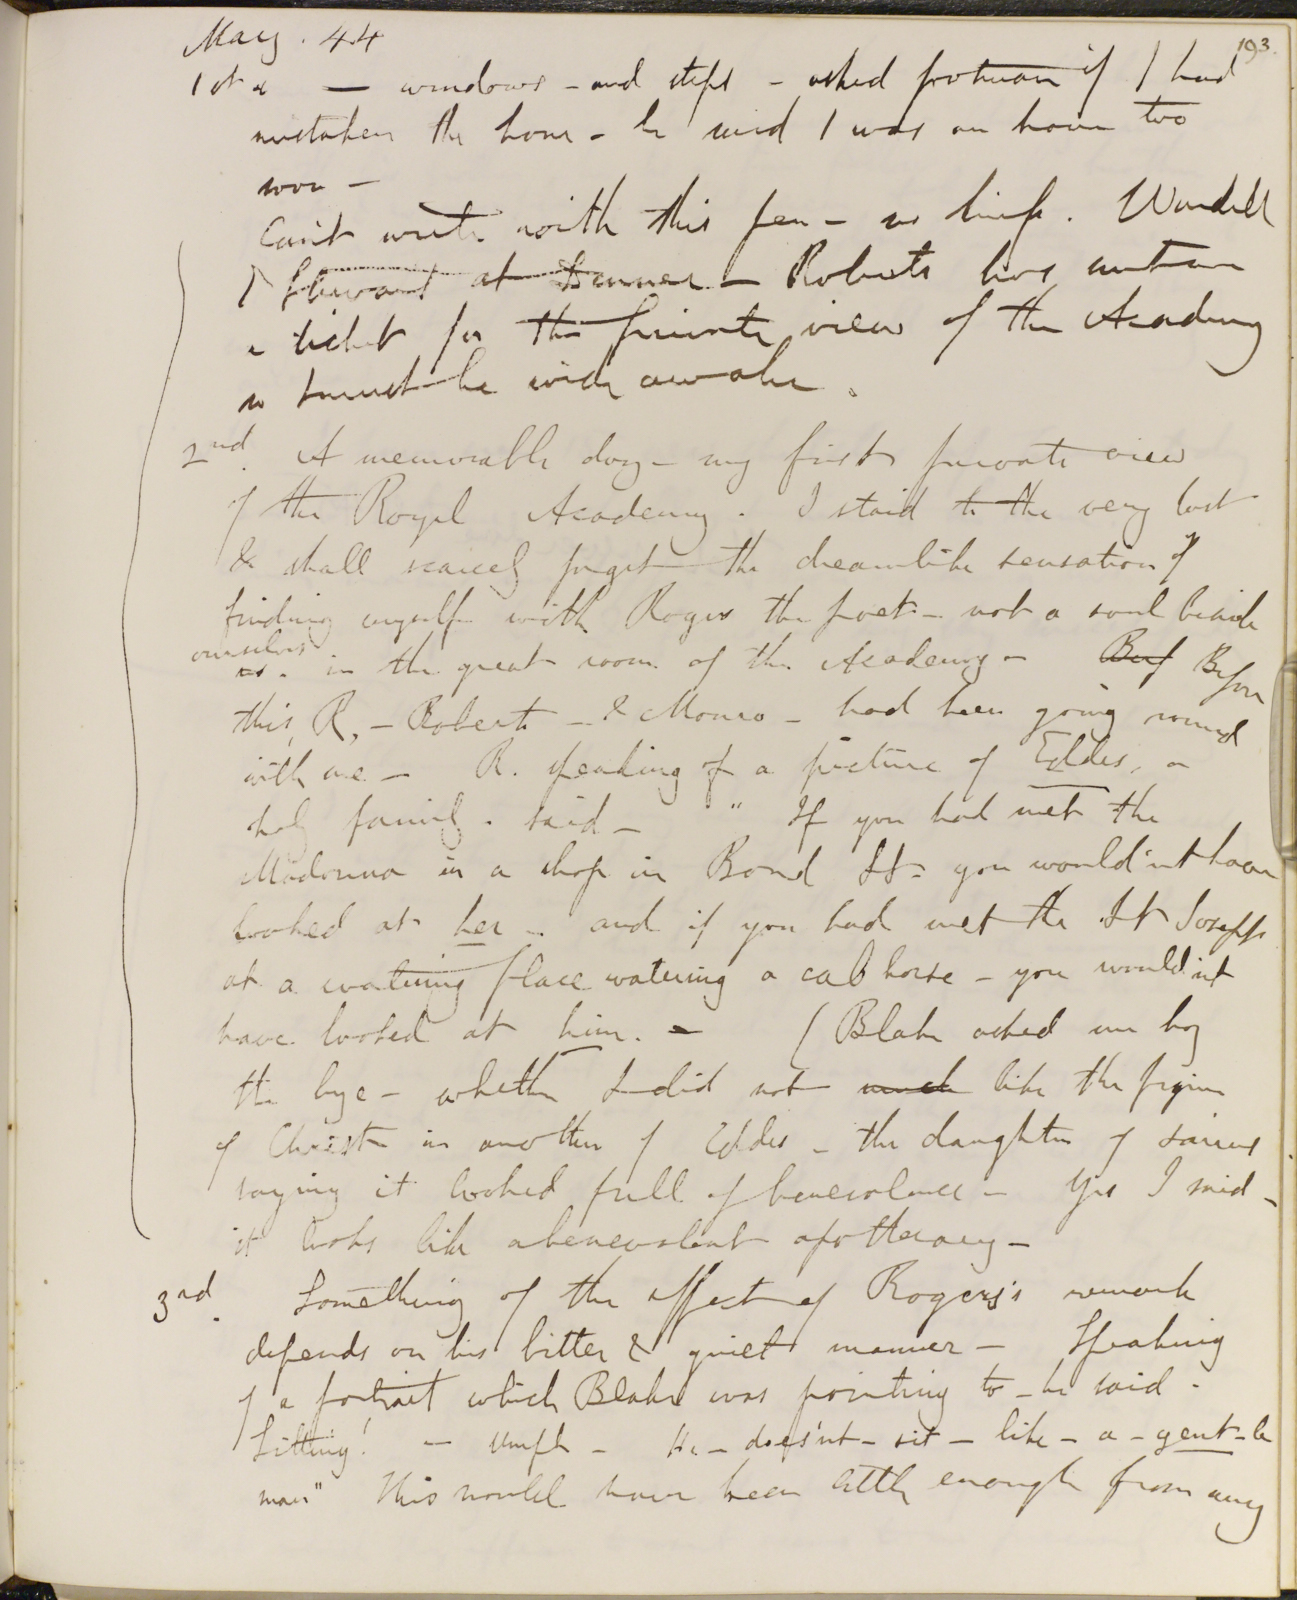 May. 44
193.
1st x — windows - and steps - asked footman if I had
mistaken the house - he said I was an hour too
soon -
Can't write with this pen - so limp. Windell
& Stewart at dinner - Roberts has
a ticket for the private view of the Academy
so I must be wide awake.
2nd. A memorable day - my first private view
of the Royal Academy. I staid to the very last
& shall scarcely forget the dreamlike sensation of
finding myself with Rogers the poet - not a soul beside
ourselves
us. in the great room of the Academy - Bef Before
this, R, - Roberts - & Monro - had been going round
with me - R. speaking of a picture of Eddis, a
holy family. said - " If you had met the
Madonna in a shop in Bond St. you would'nt have
looked at her - and if you had met the St Joseph
at a watering place watering a cab horse - you would'nt
have looked at him. - (Blake asked me by
the bye - whether I did not much like the figure
of Christ in another of Eddis - the daughter of Jairus
saying it looked full of benevolence - Yes I said -
it looks like a benevolent apothecary -
3rd. Something of the effect of Rogers's remark
depends on his bitter & quiet manner - Speaking
of a portrait which Blake was pointing to - he said -
Sitting! - umph - He - does'nt - sit - like - a - gent - le
man" This would have been little enough from any